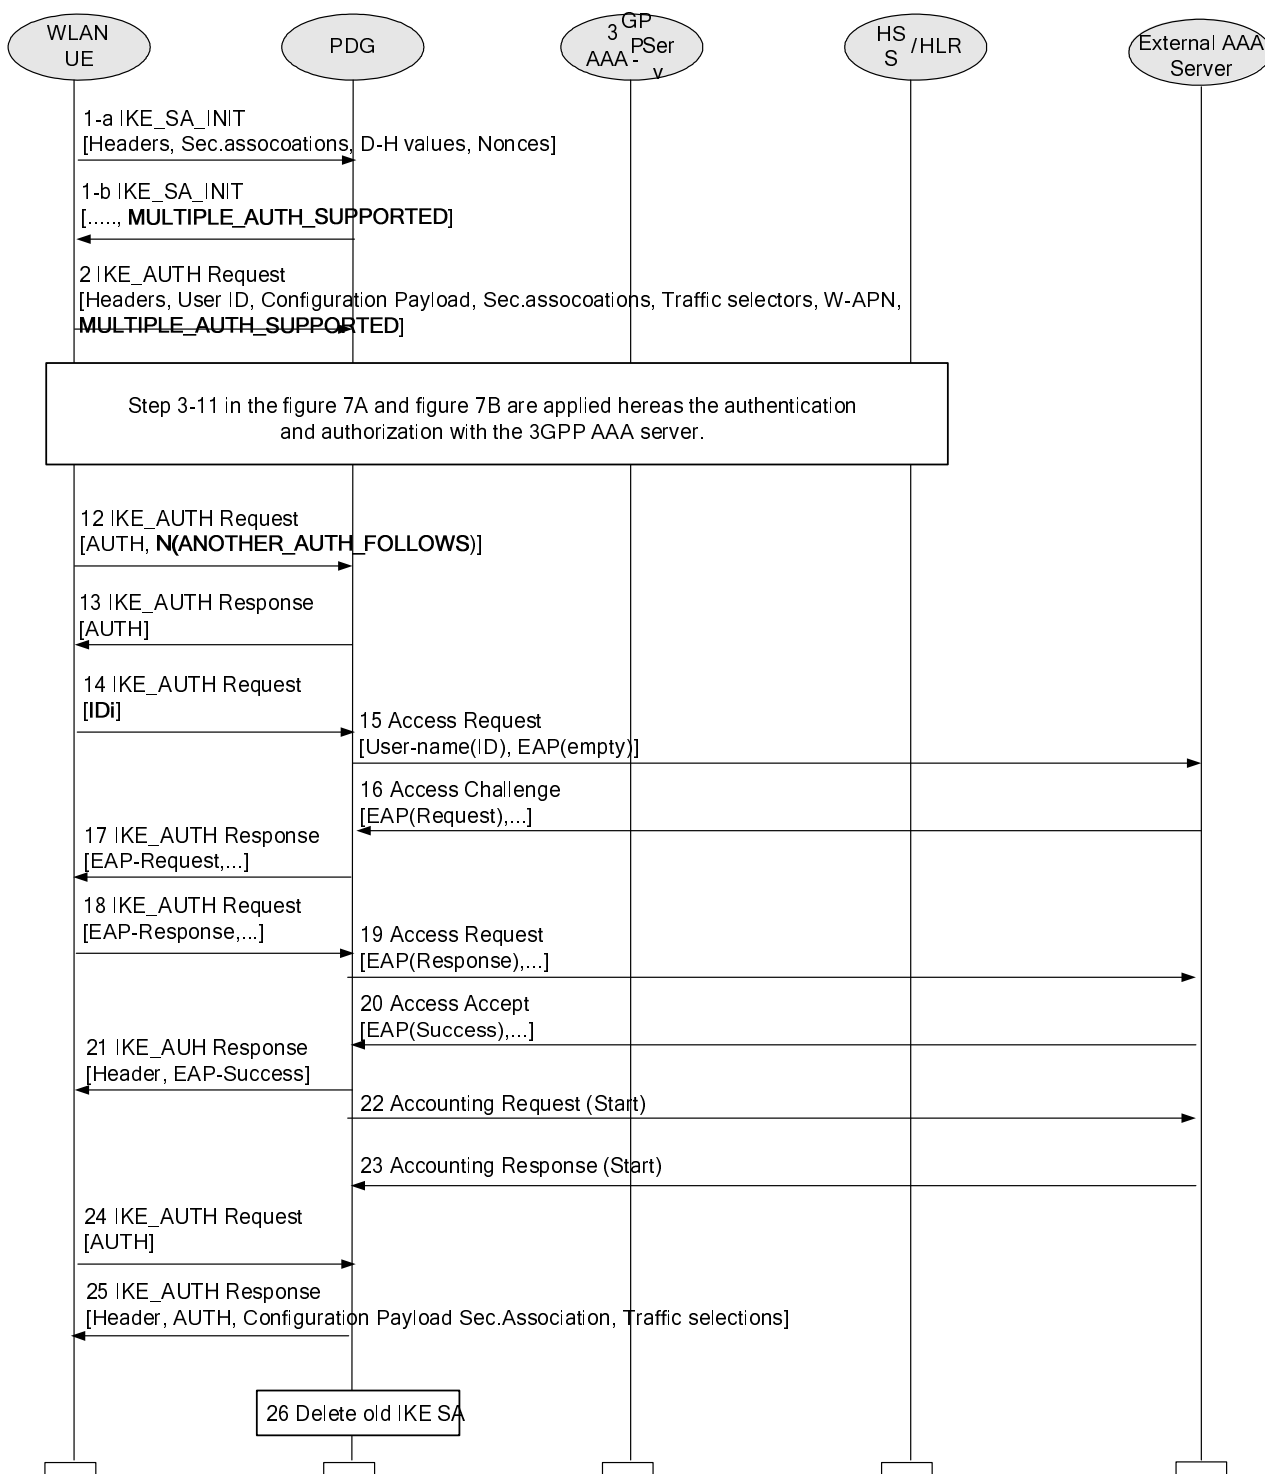 WLAN
UE
PDG
3
GP
P
Ser
AAA -
v
HS
S
/HLR
External AAA
Server
1-a IKE_SA_INIT
[Headers, Sec.assocoations, D-H values, Nonces]
1-b IKE_SA_INIT
[....., MULTIPLE_AUTH_SUPPORTED]
2 IKE_AUTH Request
[Headers, User ID, Configuration Payload, Sec.assocoations, Traffic selectors, W-APN,
MULTIPLE_AUTH_SUPPORTED]
Step 3-11 in the figure 7A and figure 7B are applied hereas the authentication
and authorization with the 3GPP AAA server.
12 IKE_AUTH Request
[AUTH, N(ANOTHER_AUTH_FOLLOWS)]
13 IKE_AUTH Response
[AUTH]
14 IKE_AUTH Request
[IDi]
15 Access Request
[User-name(ID), EAP(empty)]
16 Access Challenge
[EAP(Request),...]
17 IKE_AUTH Response
[EAP-Request,...]
18 IKE_AUTH Request
[EAP-Response,...]
19 Access Request
[EAP(Response),...]
20 Access Accept
[EAP(Success),...]
21 IKE_AUH Response
[Header, EAP-Success]
22 Accounting Request (Start)
23 Accounting Response (Start)
24 IKE_AUTH Request
[AUTH]
25 IKE_AUTH Response
[Header, AUTH, Configuration Payload Sec.Association, Traffic selections]
26 Delete old IKE SA